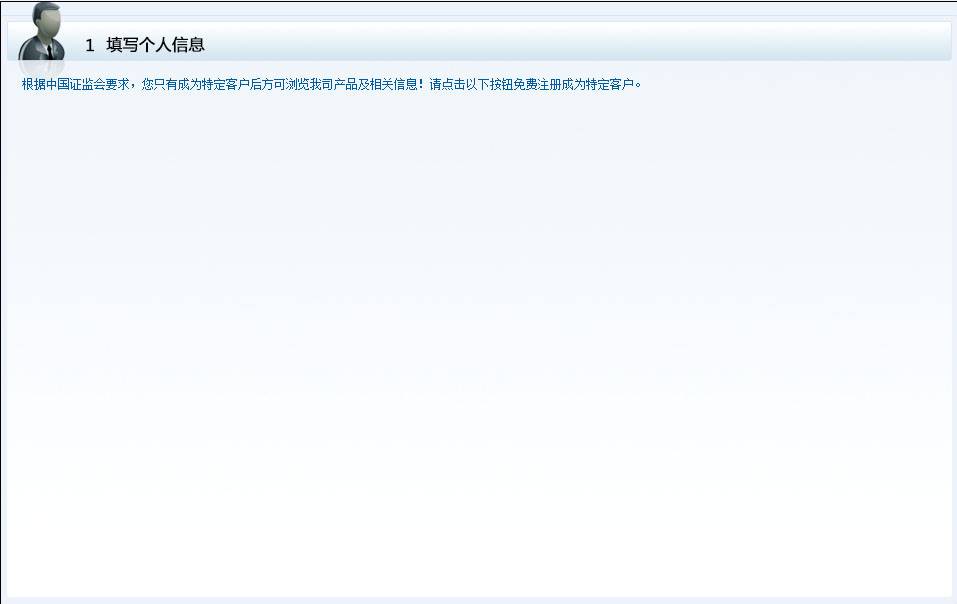 1 填写个人信息
根据中国证监会要求，您只有成为特定客户后方可浏览我司产品及相关信息！请点击以下按钮免费注册成为特定客户。